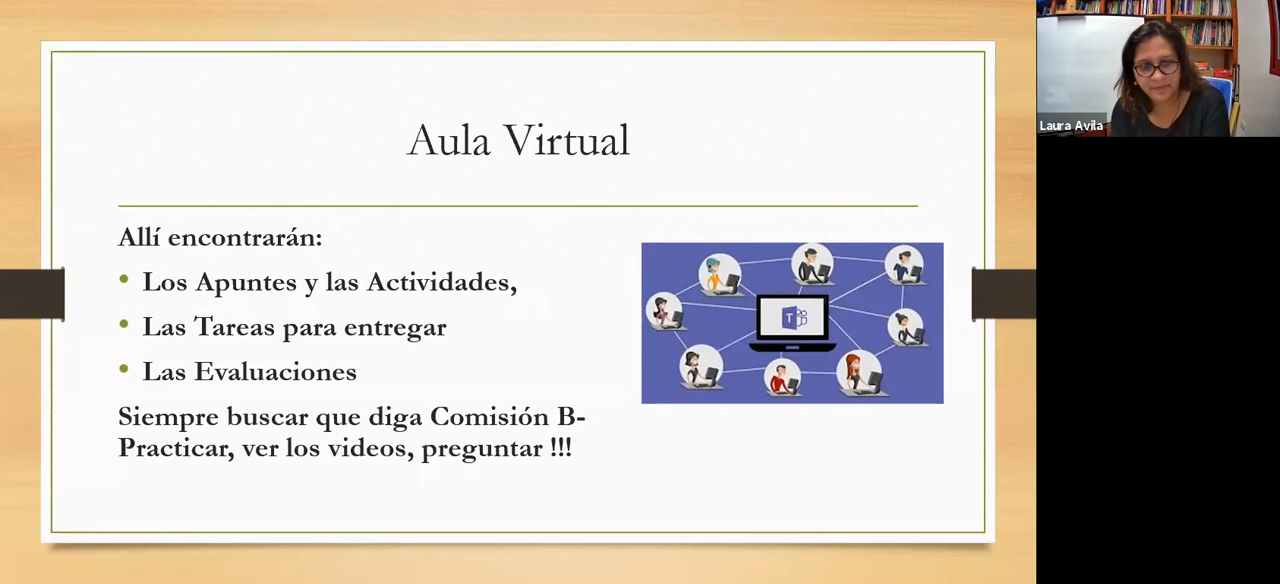 Aula Virtual
Allí encontrarán:
• Los Apuntes y las Actividades,
• Las Tareas para entregar
• Las Evaluaciones
Siempre buscar que diga Comisión B-
Practicar, ver los videos, preguntar !!!
T
Laura Avila